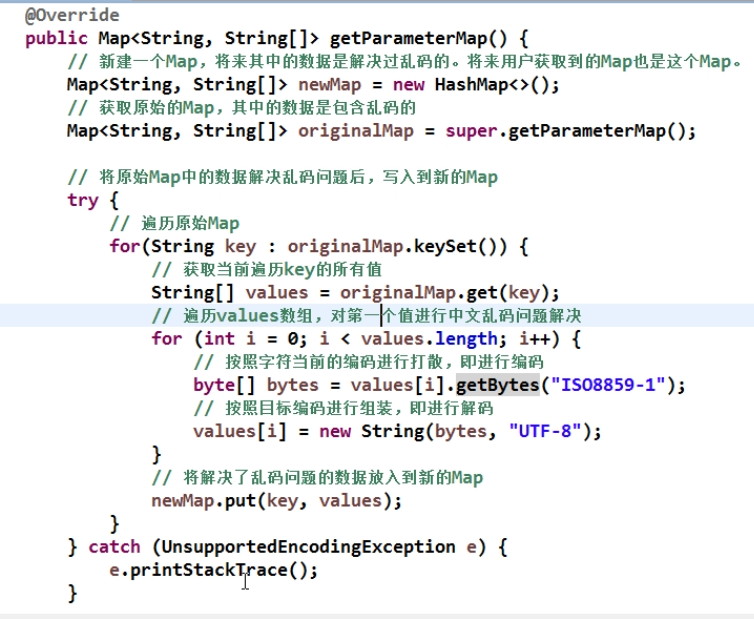 @Override
public Map<String, String[]> getParameterMap() {
// 新建一个Map，将来其中的数据是解决过乱码的。将来用户获取到的Map也是这个Map。
Map<String, String[]> newMap = new HashMap<>();
// 获取原始的Map，其中的数据是包含乱码的
Map<String, String[]> originalMap = super.getParameterMap();
// 将原始Map中的数据解决乱码问题后，写入到新的Map
try {
// 遍历原始Map
for(String key : originalMap.keySet()) {
// 获取当前遍历key的所有值
String[] values = originalMap.get(key);
// 遍历values数组，对第一个值进行中文乱码问题解决
for (int i = 0; i < values.length; i++) {
// 按照字符当前的编码进行打散，即进行编码
byte[] bytes = values[i].getBytes("ISO8859-1");
// 按照目标编码进行组装，即进行解码
values[i] = new String(bytes, "UTF-8");
}
// 将解决了乱码问题的数据放入到新的Map
newMap.put(key, values);
}
} catch (UnsupportedEncodingException e) {
e.printStackTrace();
}